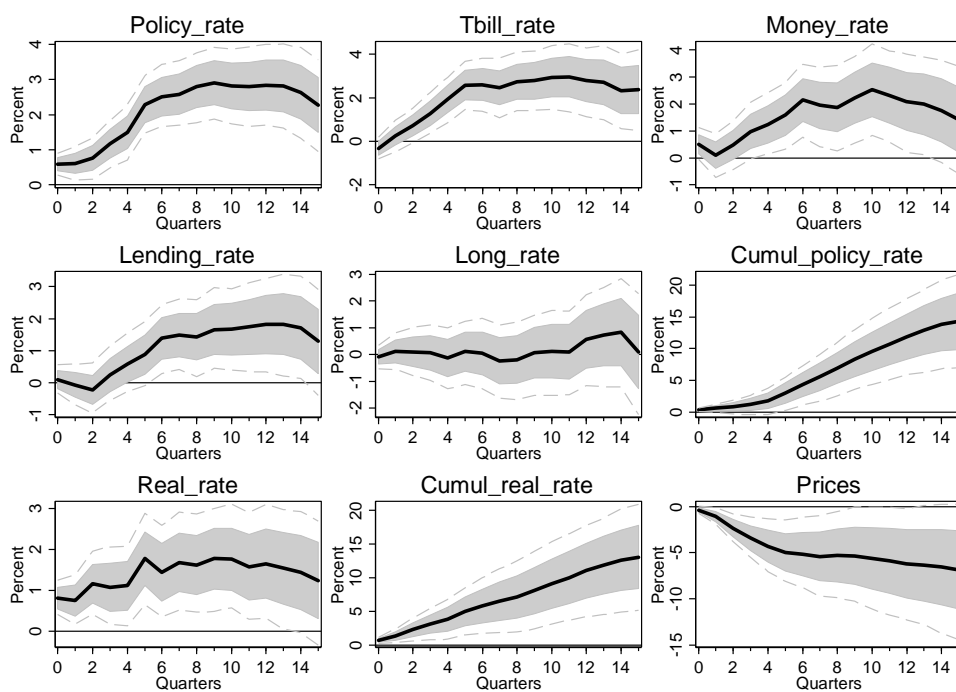 Policy_rate
Percent
0 1 2 3 4
0 2 4 6 8 10 12 14
Quarters
Tbill_rate
Percent
-2 0 2 4
0 2 4 6 8 10 12 14
Quarters
Money_rate
Percent
-1 0 1 2 3 4
0 2 4 6 8 10 12 14
Quarters
Lending_rate
Percent
-1 0 1 2 3
0 2 4 6 8 10 12 14
Quarters
Long_rate
Percent
-2 -1 0 1 2 3
0 2 4 6 8 10 12 14
Quarters
Cumul_policy_rate
Percent
0 5 10 15 20
0 2 4 6 8 10 12 14
Quarters
Real_rate
Percent
0 1 2 3
0 2 4 6 8 10 12 14
Quarters
Cumul_real_rate
Percent
0 5 10 15 20
0 2 4 6 8 10 12 14
Quarters
Prices
Percent
-15 -10 -5 0
0 2 4 6 8 10 12 14
Quarters